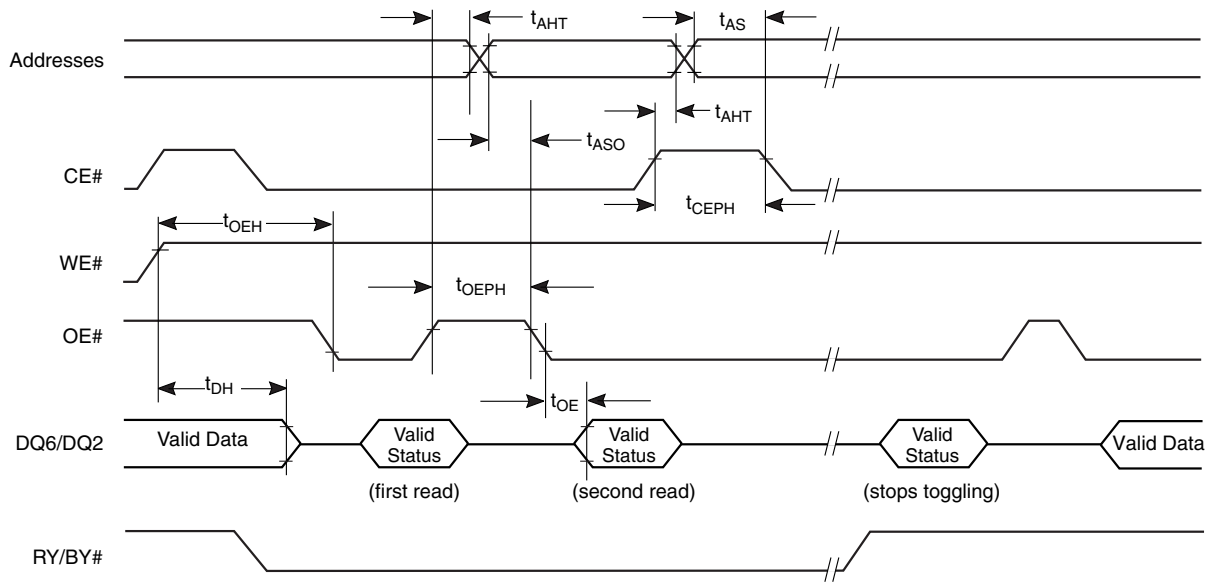 tAHT
tAS
Addresses
tAHT
tASO
CE#
tCEPH
tOEH
WE#
tOEPH
OE#
tDH
tOE
DQ6/DQ2
Valid Data
Valid
Status
Valid
Status
Valid
Status
Valid Data
(first read)
(second read)
(stops toggling)
RY/BY#